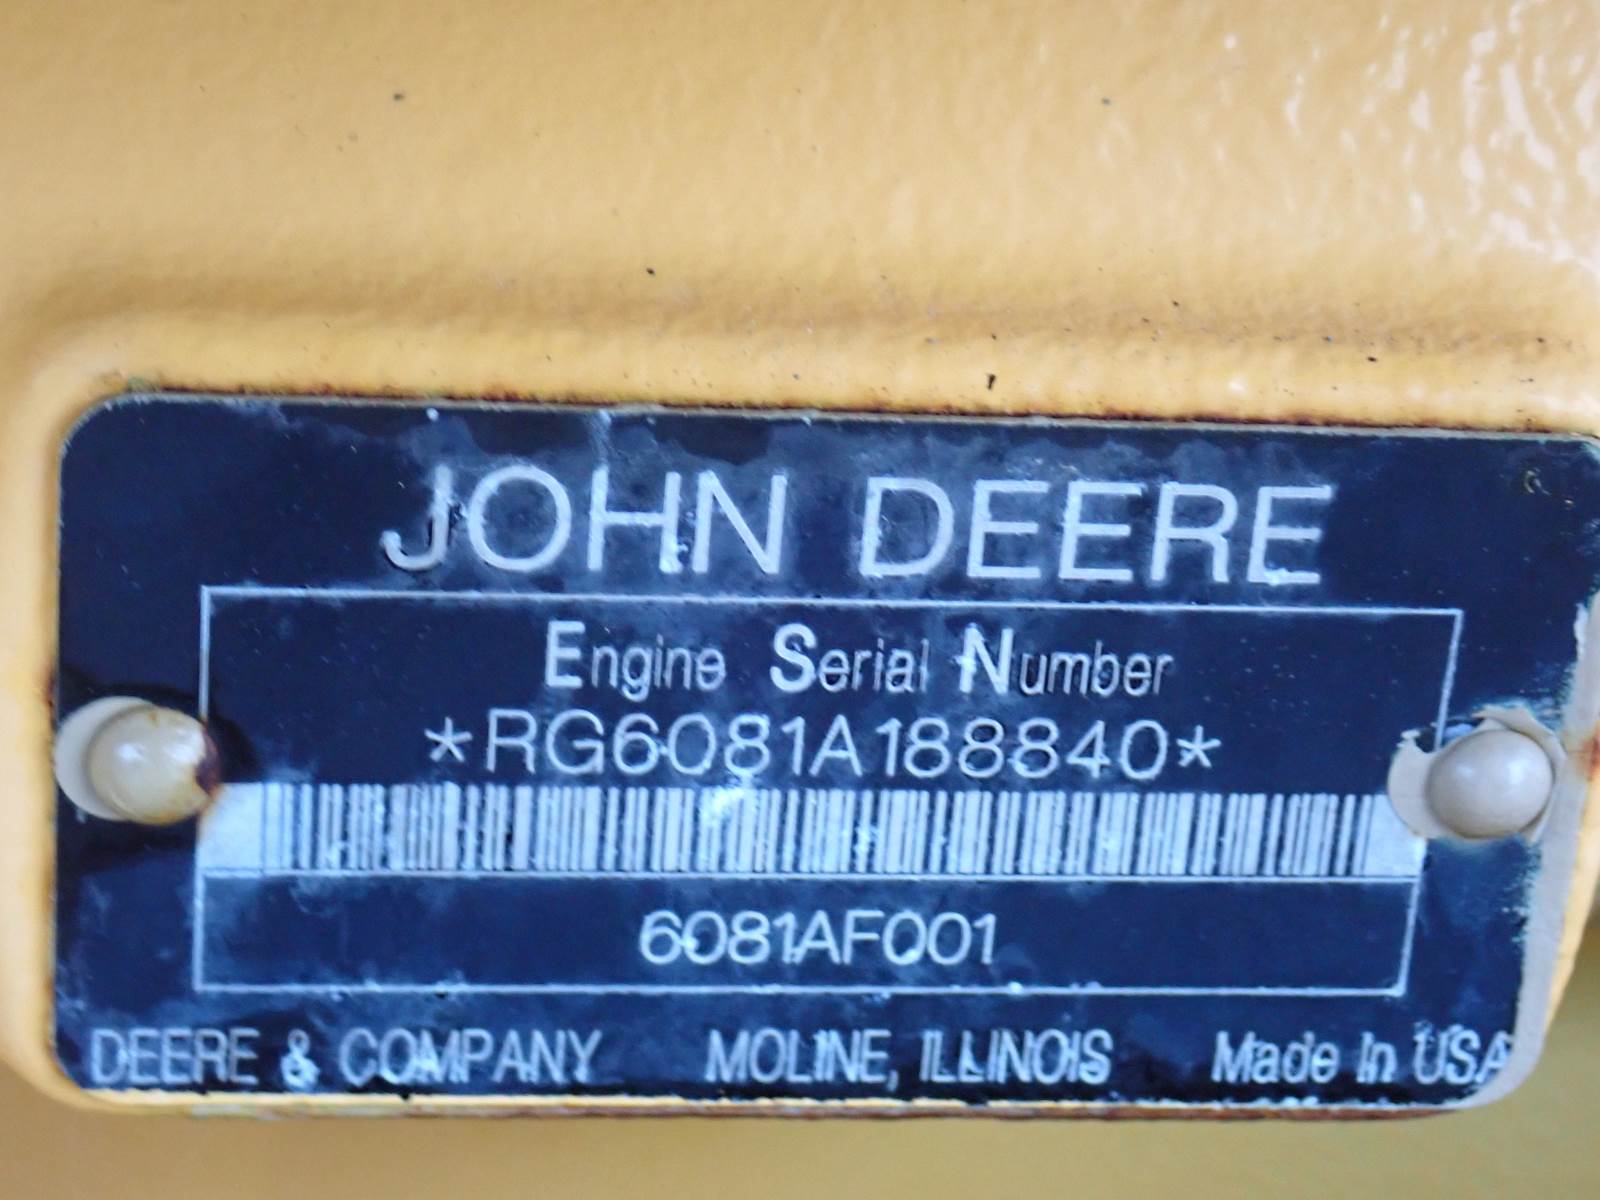 JOHN DEERE
Engine Serial Number
*RG6081A188840*
6081AF001
DEERE & COMPANY MOLINE, ILLINOIS Made In USA